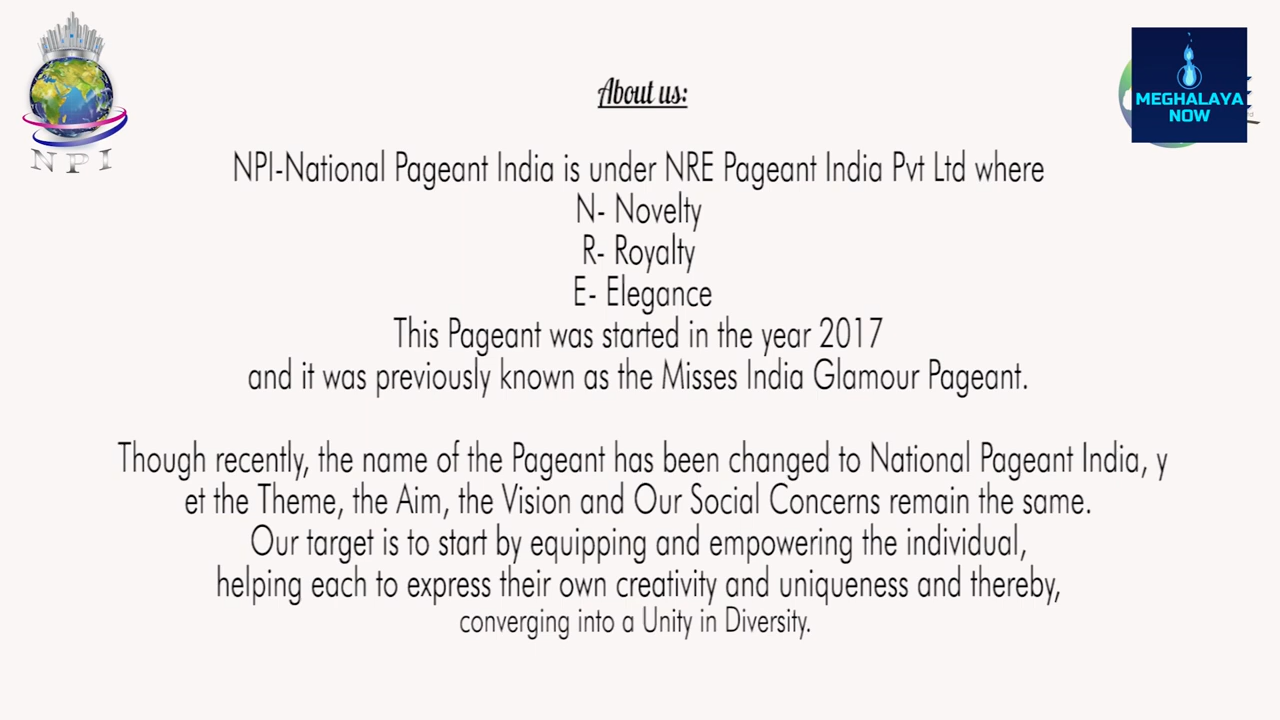 About us:
NPI
MEGHALAYA
NOW
NPI-National Pageant India is under NRE Pageant India Pvt Ltd where
N- Novelty
R- Royalty
E- Elegance
This Pageant was started in the year 2017
and it was previously known as the Misses India Glamour Pageant.
Though recently, the name of the Pageant has been changed to National Pageant India, y
et the Theme, the Aim, the Vision and Our Social Concerns remain the same.
Our target is to start by equipping and empowering the individual,
helping each to express their own creativity and uniqueness and thereby,
converging into a Unity in Diversity.